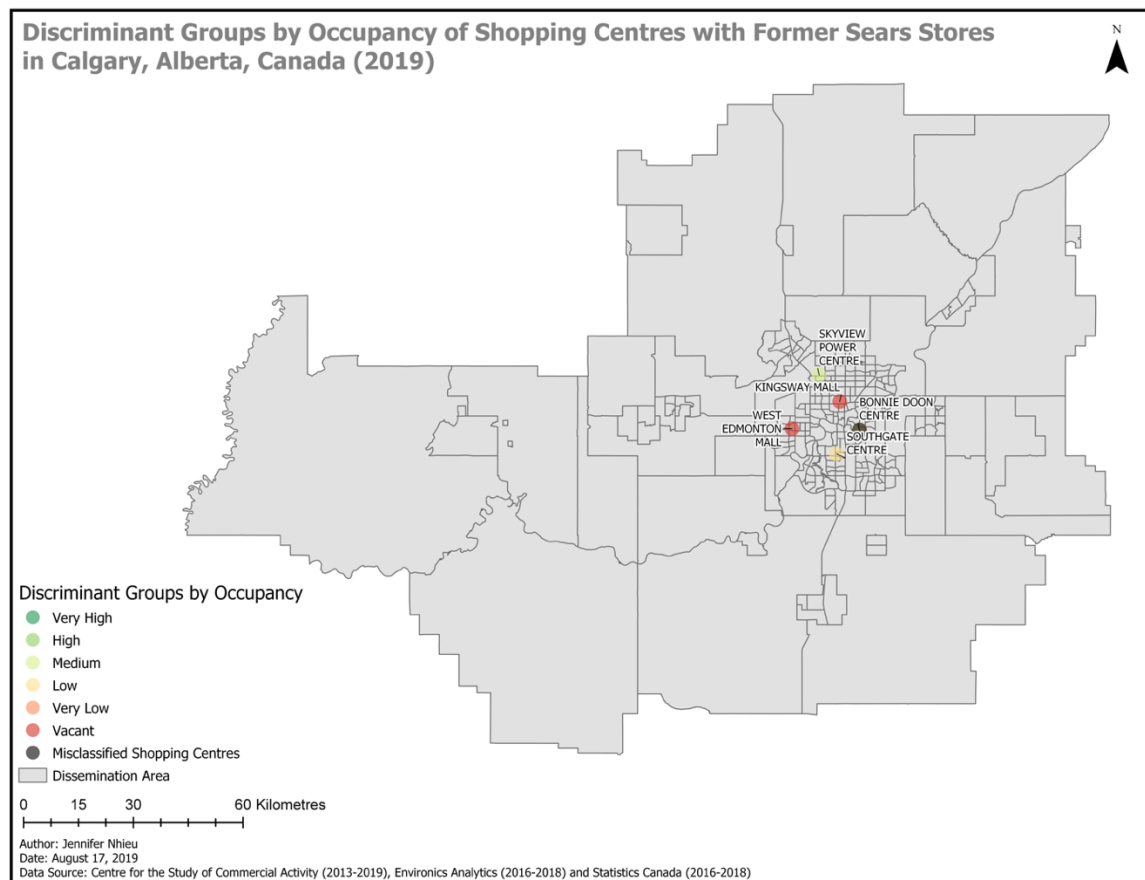 Discriminant Groups by Occupancy of Shopping Centres with Former Sears Stores
in Calgary, Alberta, Canada (2019)
N
SKYVIEW
POWER
CENTRE
KINGSWAY MALL
BONNIE DOON
CENTRE
WEST
EDMONTON
MALL
SOUTHGATE
CENTRE
Discriminant Groups by Occupancy
Very High
High
Medium
Low
Very Low
Vacant
Misclassified Shopping Centres
Dissemination Area
0 15 30 60 Kilometres
Author: Jennifer Nhieu
Date: August 17, 2019
Data Source: Centre for the Study of Commercial Activity (2013-2019), Environics Analytics (2016-2018) and Statistics Canada (2016-2018)